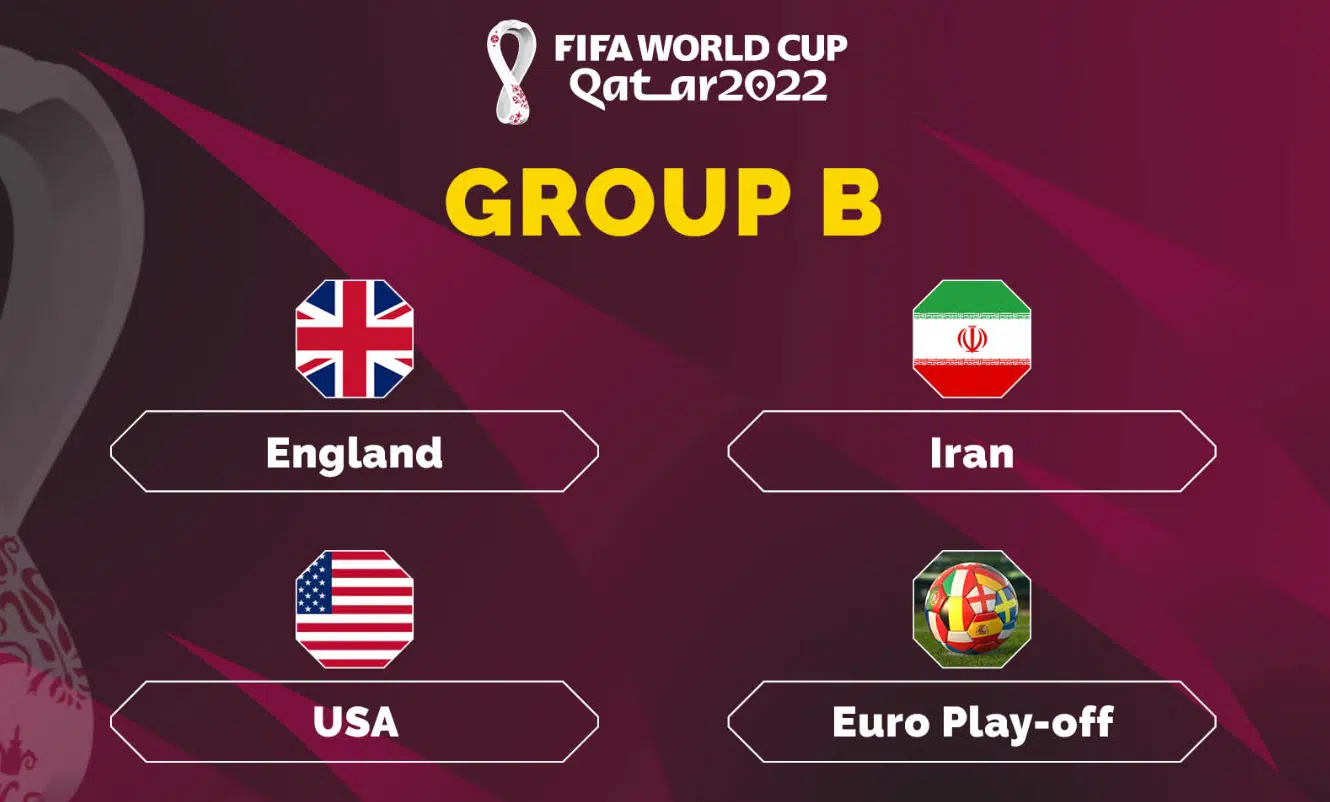 FIFA WORLD CUP
Qatar2022
GROUP B
England
Iran
USA
Euro Play-off